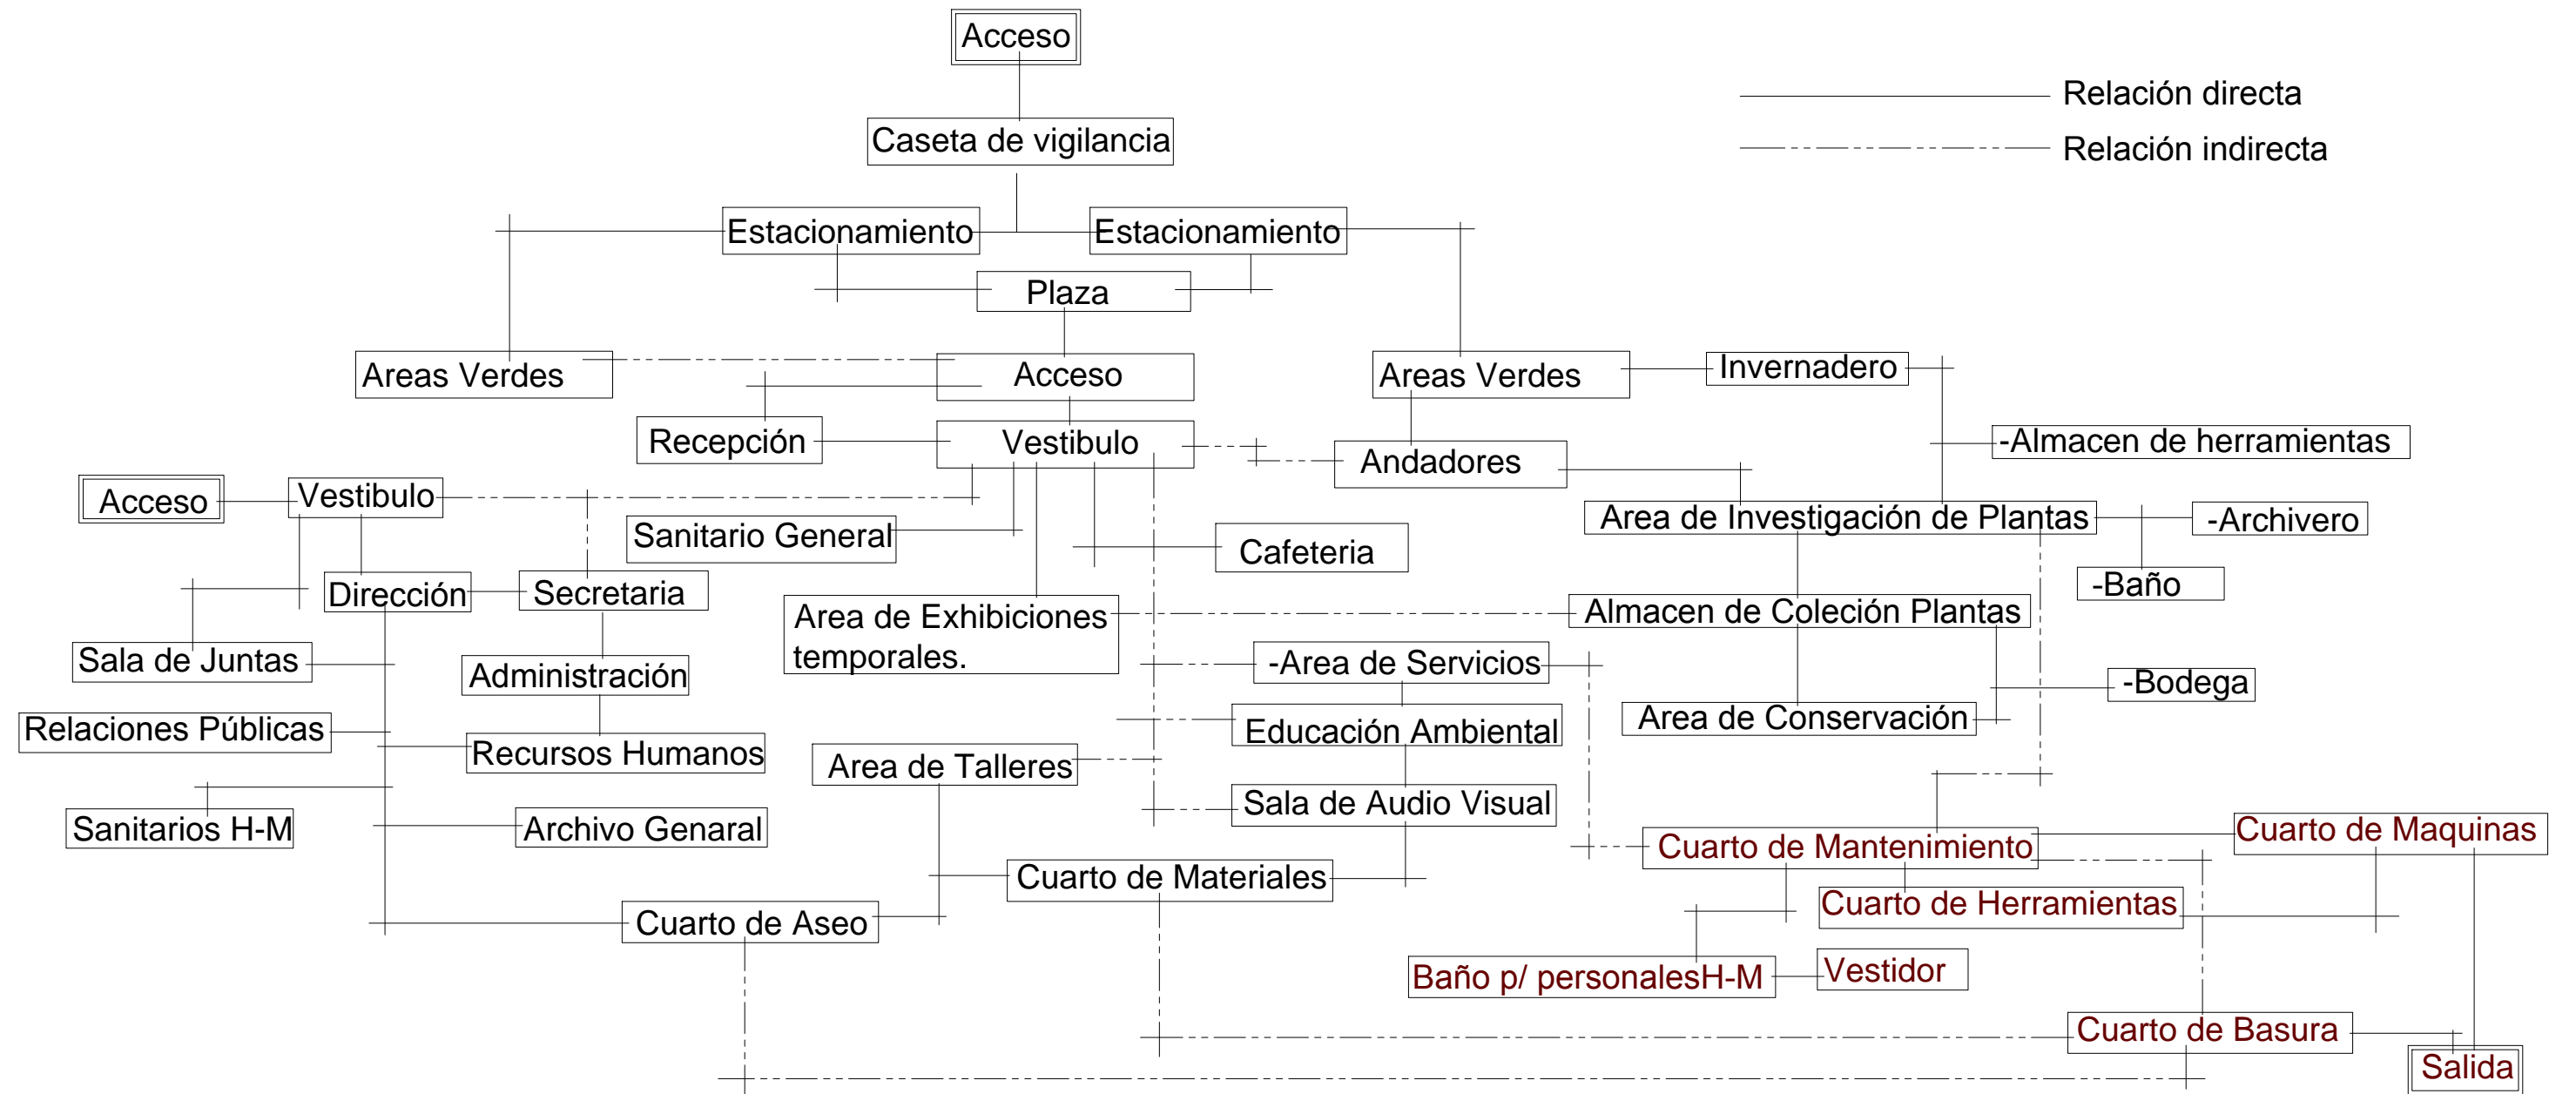 Acceso
Relación directa
Caseta de vigilancia
Relación indirecta
Estacionamiento
Estacionamiento
Plaza
Areas Verdes
Acceso
Areas Verdes
Invernadero
Recepción
Vestibulo
Andadores
-Almacen de herramientas
Acceso
Vestibulo
Sanitario General
Cafeteria
Area de Investigación de Plantas
-Archivero
-Baño
Dirección
Secretaria
Area de Exhibiciones
temporales.
Almacen de Coleción Plantas
Sala de Juntas
Administración
-Area de Servicios
-Bodega
Relaciones Públicas
Recursos Humanos
Educación Ambiental
Area de Conservación
Area de Talleres
Sala de Audio Visual
Sanitarios H-M
Archivo Genaral
Cuarto de Mantenimiento
Cuarto de Maquinas
Cuarto de Materiales
Cuarto de Herramientas
Cuarto de Aseo
Baño p/ personalesH-M
Vestidor
Cuarto de Basura
Salida